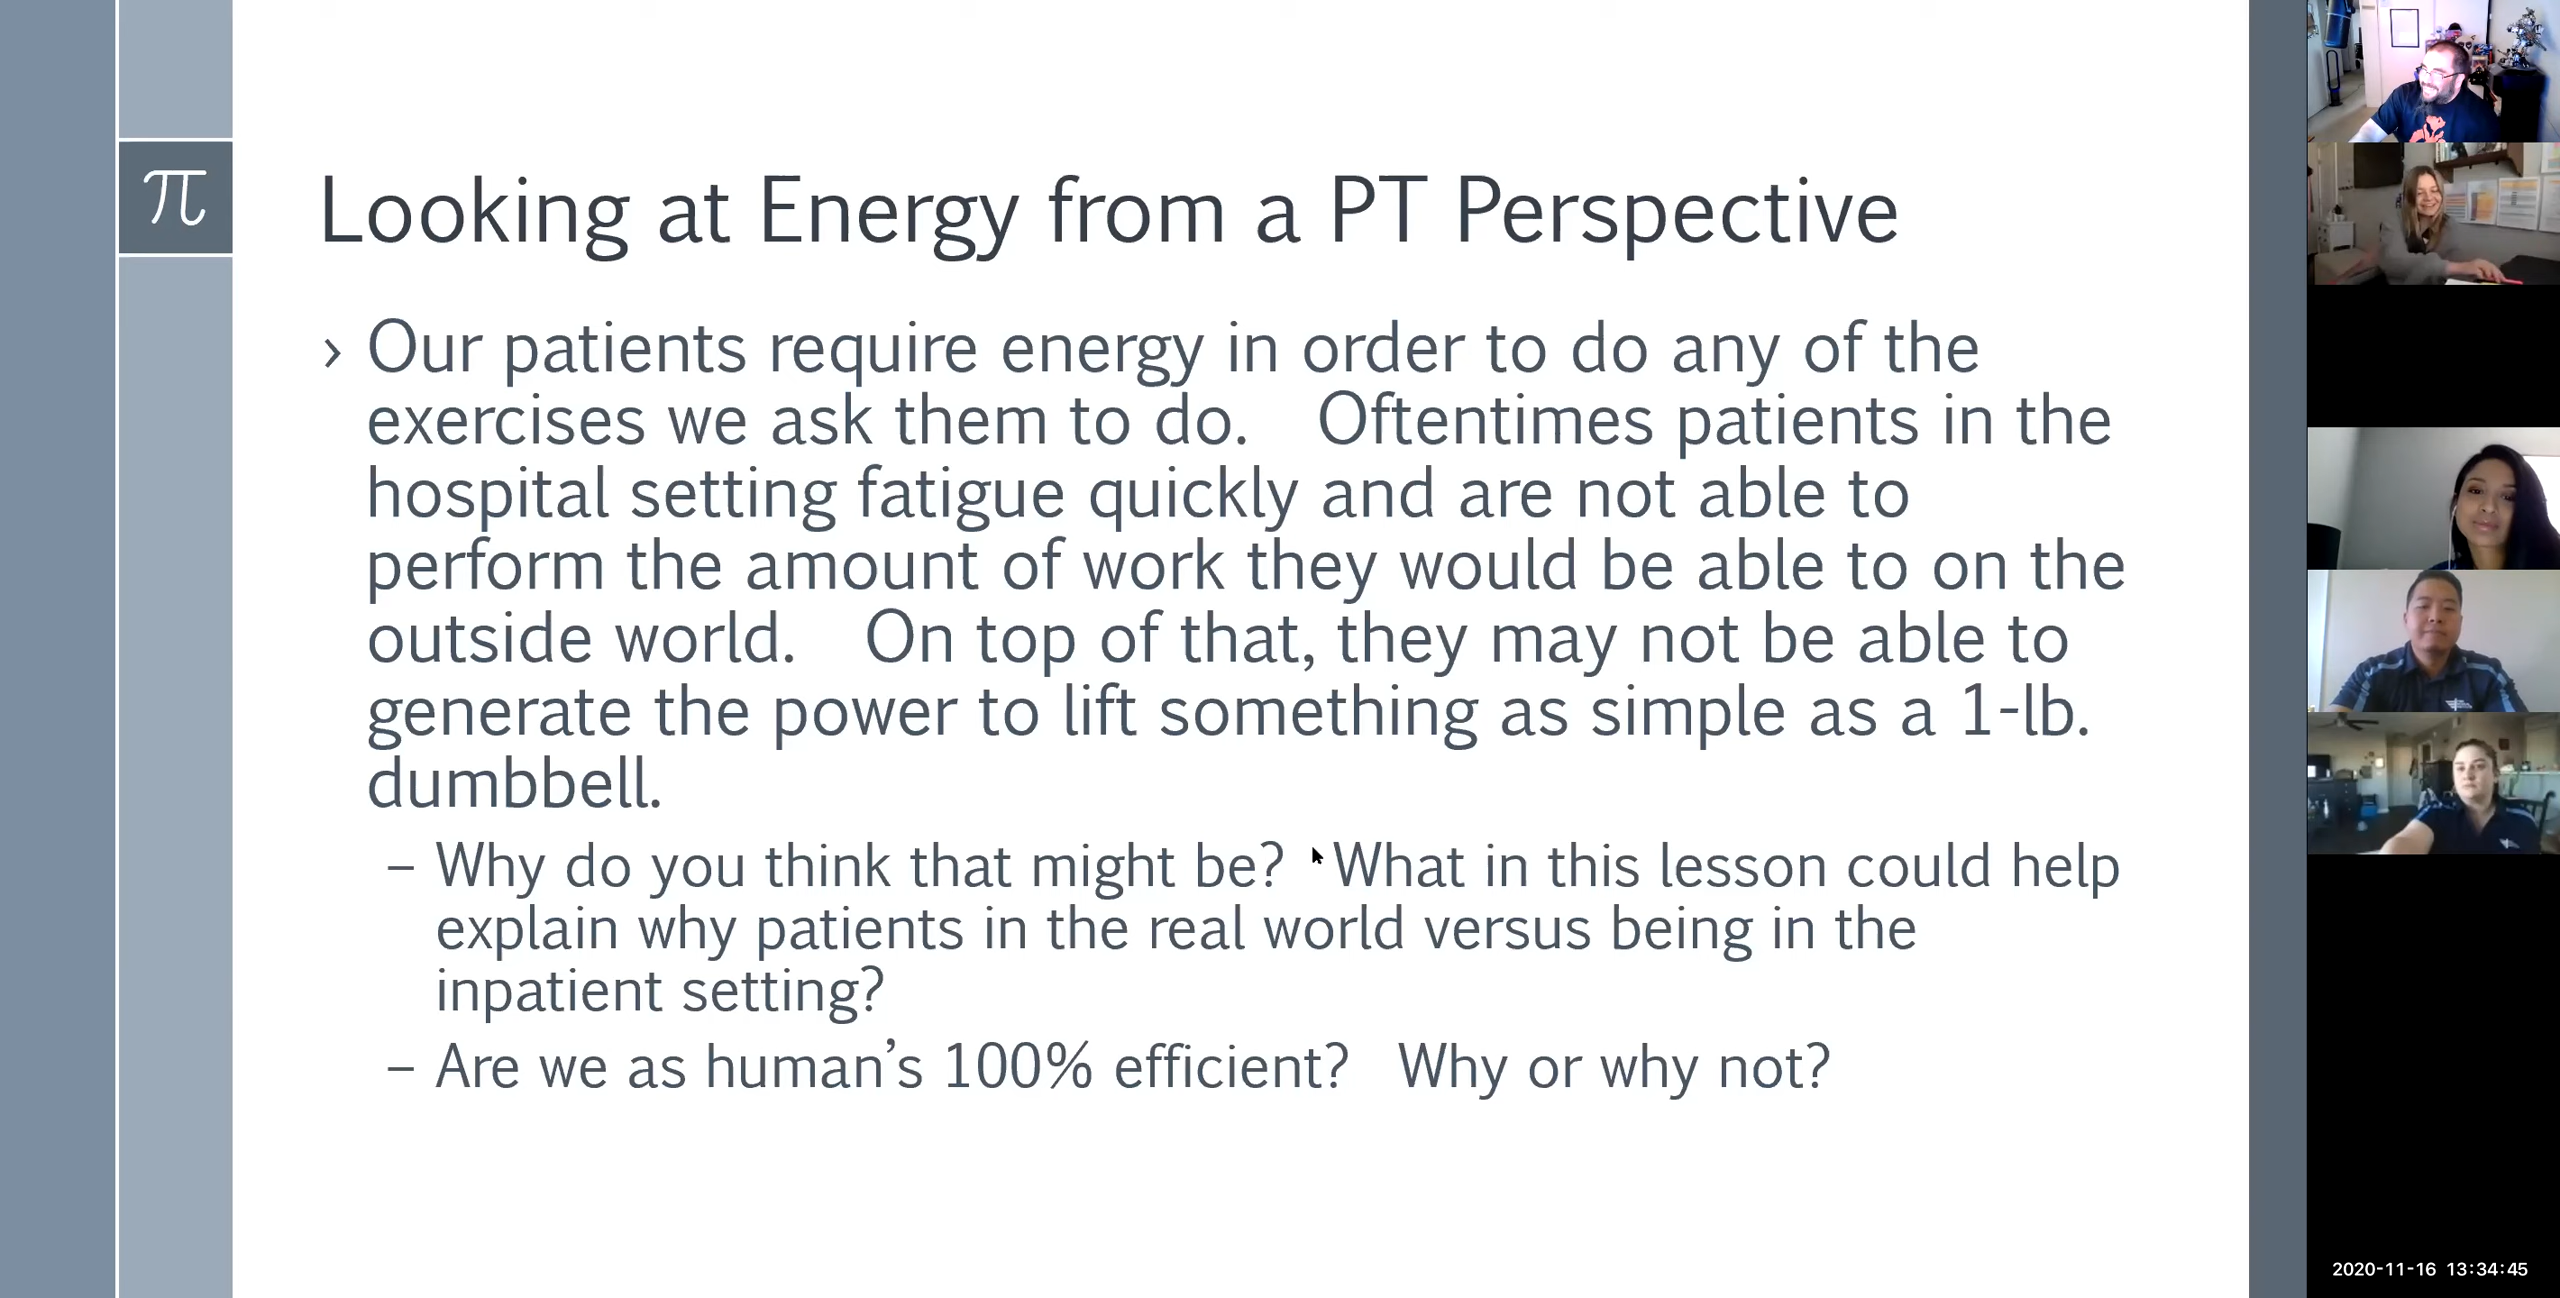 π
Looking at Energy from a PT Perspective
› Our patients require energy in order to do any of the
exercises we ask them to do. Oftentimes patients in the
hospital setting fatigue quickly and are not able to
perform the amount of work they would be able to on the
outside world. On top of that, they may not be able to
generate the power to lift something as simple as a 1-lb.
dumbbell.
– Why do you think that might be? What in this lesson could help
explain why patients in the real world versus being in the
inpatient setting?
– Are we as human’s 100% efficient? Why or why not?
2020-11-16 13:34:45